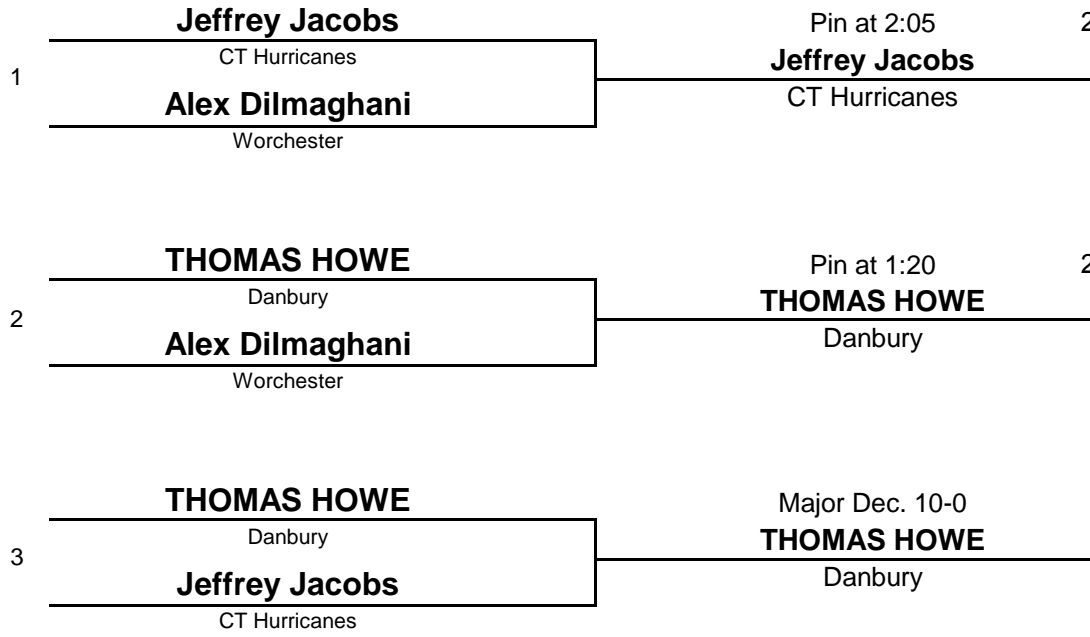 Jeffrey Jacobs
CT Hurricanes
1
Alex Dilmaghani
Worchester
Pin at 2:05
2
Jeffrey Jacobs
CT Hurricanes
THOMAS HOWE
Danbury
2
Alex Dilmaghani
Worchester
Pin at 1:20
2
THOMAS HOWE
Danbury
THOMAS HOWE
Danbury
3
Jeffrey Jacobs
CT Hurricanes
Major Dec. 10-0
THOMAS HOWE
Danbury